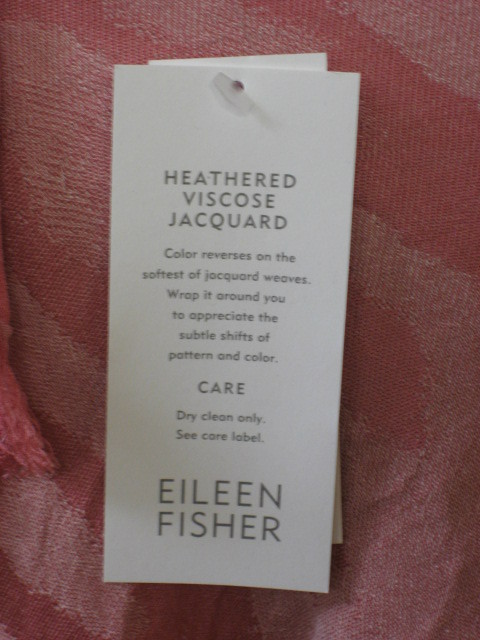 HEATHERED
VISCOSE
JACQUARD
Color reverses on the
softest of jacquard weaves.
Wrap it around you
to appreciate the
subtle shifts of
pattern and color.
CARE
Dry clean only.
See care label.
EILEEN
FISHER